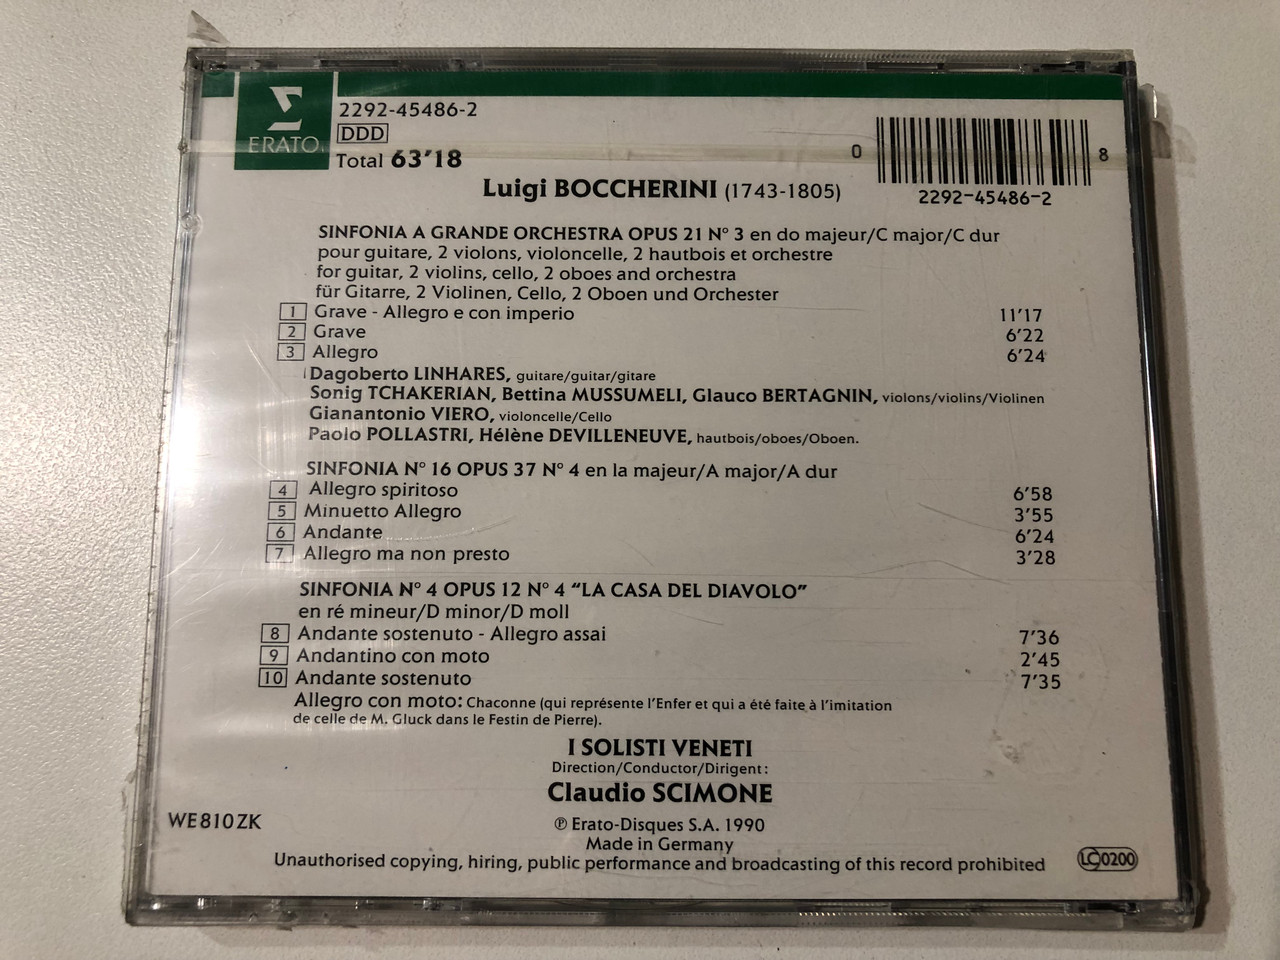 ERATO
2292-45486-2
DDD
Total 63'18
0
8
2292-45486-2
Luigi BOCCHERINI (1743-1805)
SINFONIA A GRANDE ORCHESTRA OPUS 21 N° 3 en do majeur/C major/C dur
pour guitare, 2 violons, violoncelle, 2 hautbois et orchestre
for guitar, 2 violins, cello, 2 oboes and orchestra
für Gitarre, 2 Violinen, Cello, 2 Oboen und Orchester
1 Grave - Allegro e con imperio 11'17
2 Grave 6'22
3 Allegro 6'24
Dagoberto LINHARES, guitare/guitar/gitare
Sonig TCHAKERIAN, Bettina MUSSUMELI, Glauco BERTAGNIN, violons/violins/Violinen
Gianantonio VIERO, violoncelle/Cello
Paolo POLLASTRI, Hélène DEVILLENEUVE, hautbois/oboes/Oboen.
SINFONIA N° 16 OPUS 37 N° 4 en la majeur/A major/A dur
4 Allegro spiritoso 6'58
5 Minuetto Allegro 3'55
6 Andante 6'24
7 Allegro ma non presto 3'28
SINFONIA N° 4 OPUS 12 N° 4 “LA CASA DEL DIAVOLO”
en ré mineur/D minor/D moll
8 Andante sostenuto - Allegro assai 7'36
9 Andantino con moto 2'45
10 Andante sostenuto 7'35
Allegro con moto: Chaconne (qui représente l'Enfer et qui a été faite à l'imitation
de celle de M. Gluck dans le Festin de Pierre).
I SOLISTI VENETI
Direction/Conductor/Dirigent:
Claudio SCIMONE
WE 810 ZK
℗ Erato-Disques S.A. 1990
Made in Germany
Unauthorised copying, hiring, public performance and broadcasting of this record prohibited
LC 0200